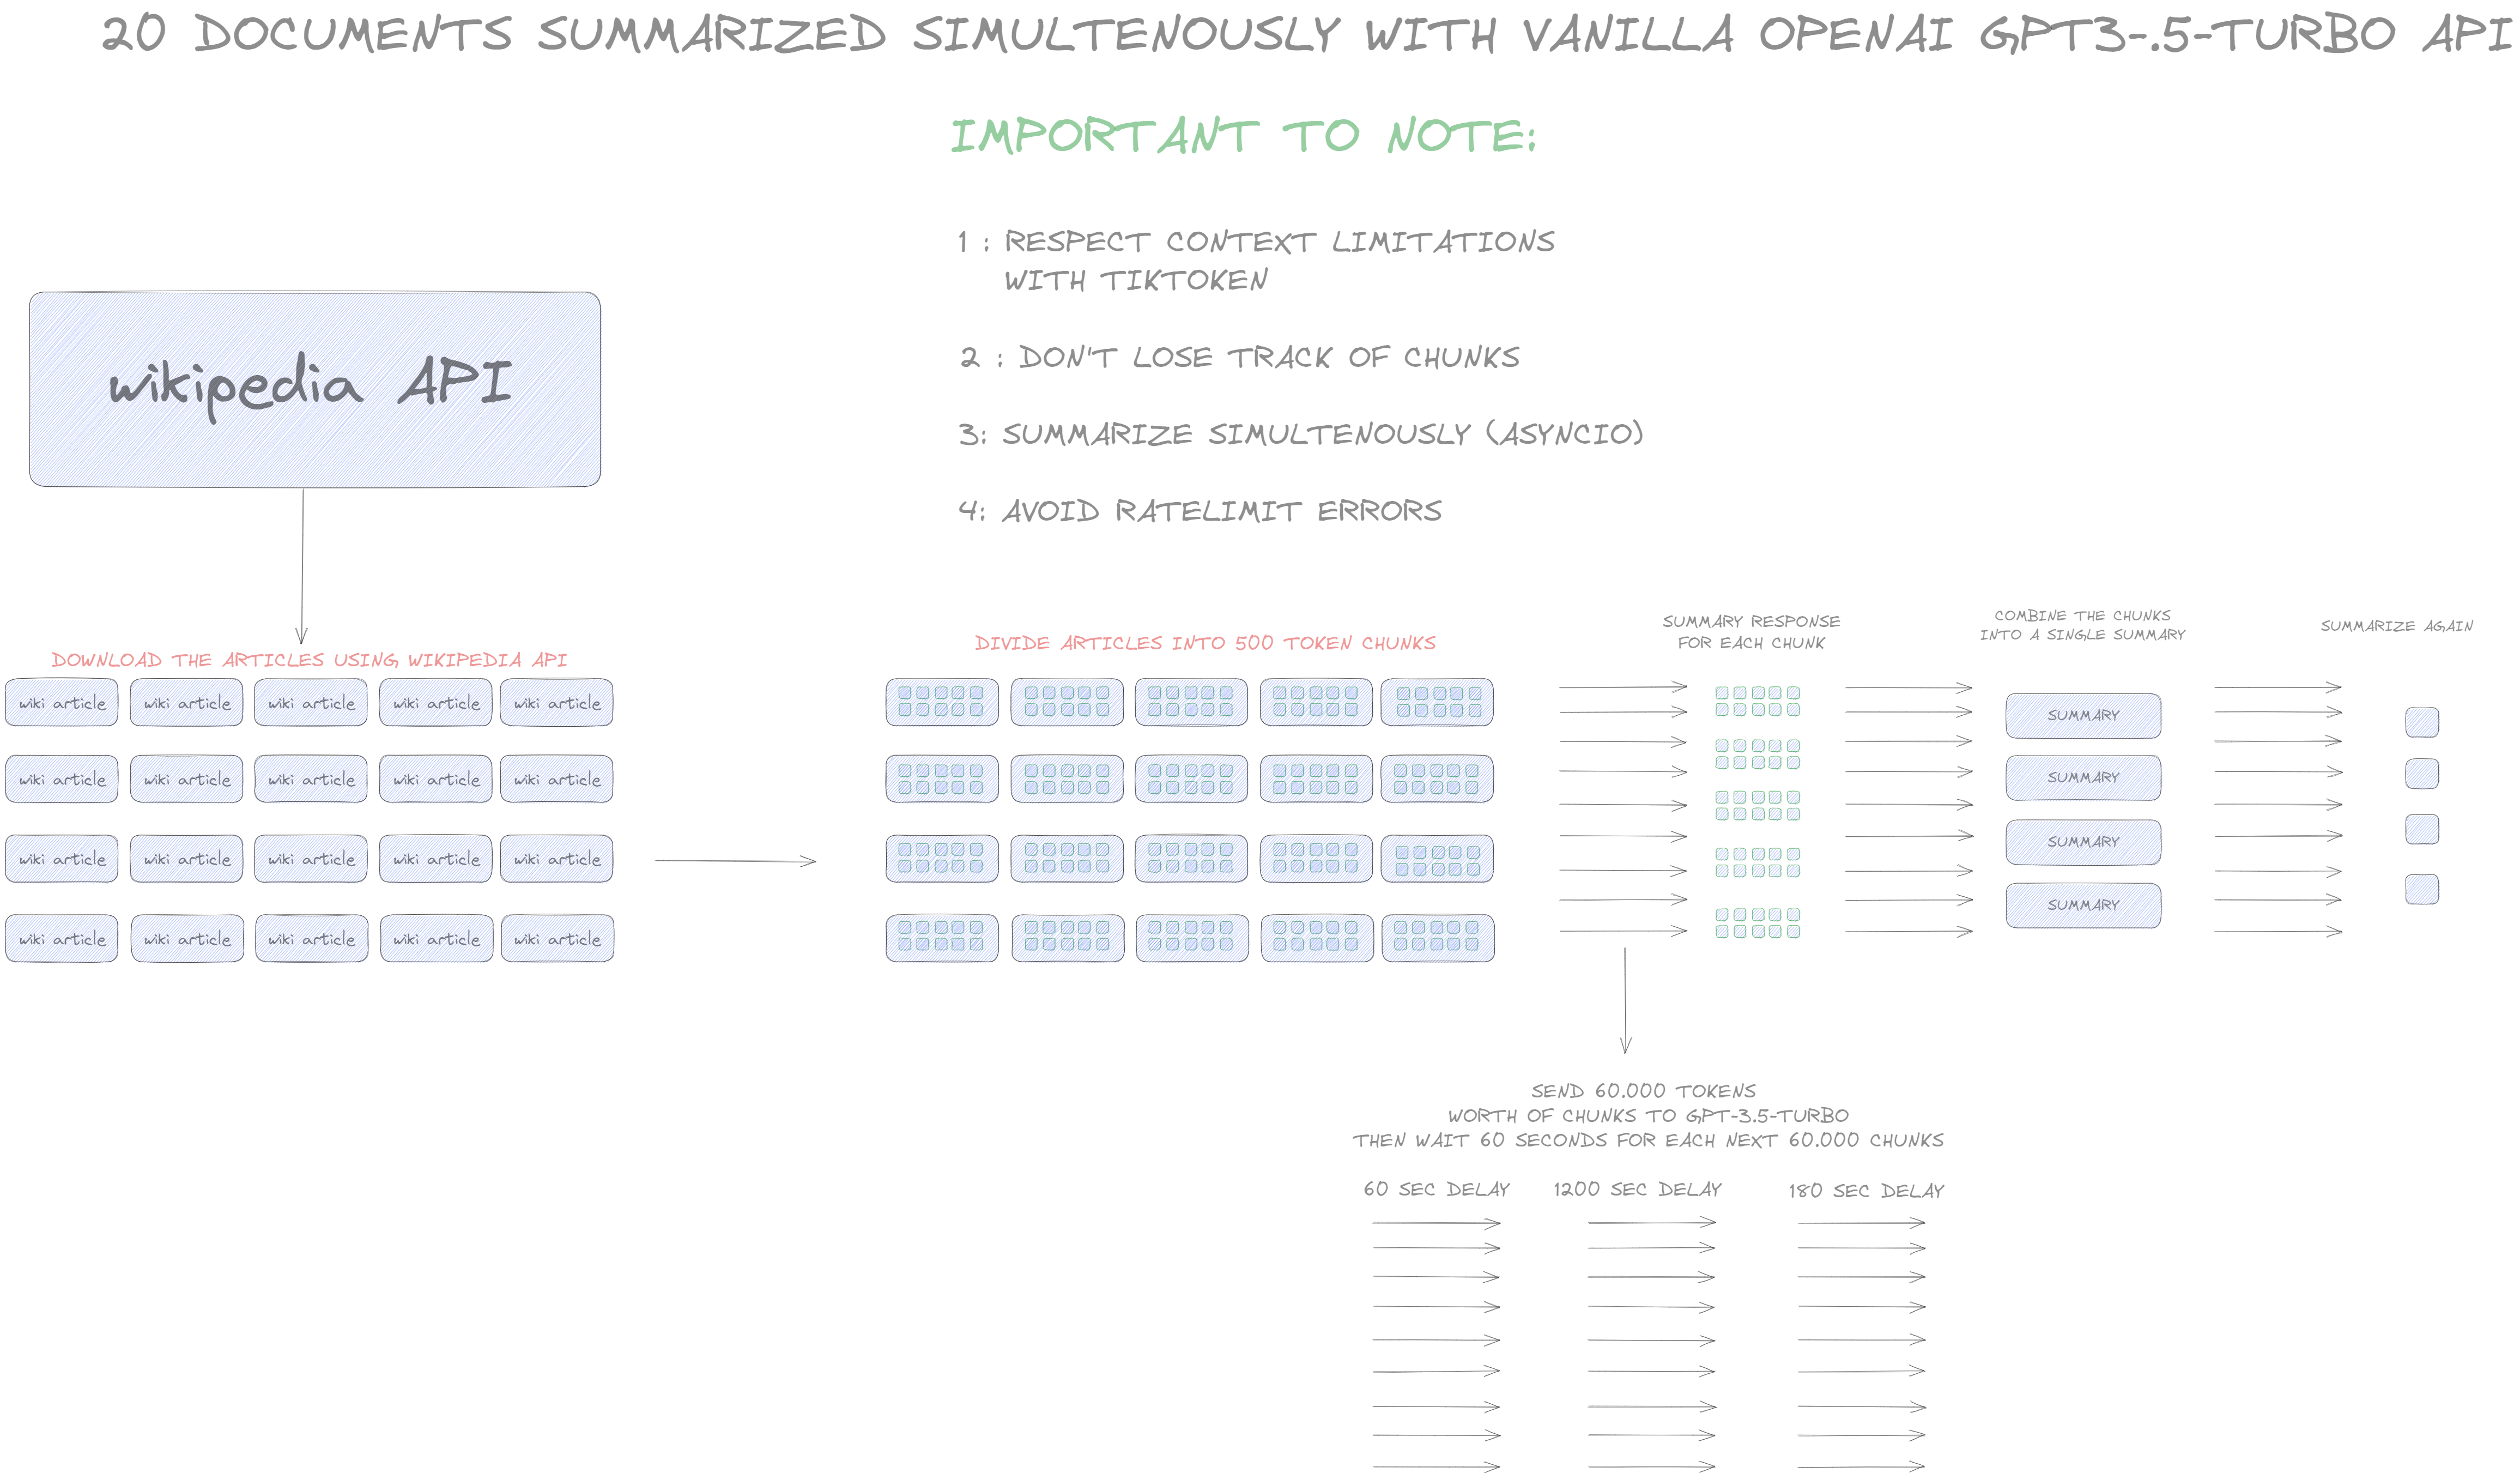 20 DOCUMENTS SUMMARIZED SIMULTENOUSLY WITH VANILLA OPENAI GPT3-.5-TURBO API
IMPORTANT TO NOTE:
1 : RESPECT CONTEXT LIMITATIONS
WITH TIKTOKEN
2 : DON'T LOSE TRACK OF CHUNKS
3: SUMMARIZE SIMULTENOUSLY (ASYNCIO)
4: AVOID RATELIMIT ERRORS
wikipedia API
DOWNLOAD THE ARTICLES USING WIKIPEDIA API
wiki article wiki article wiki article wiki article wiki article
wiki article wiki article wiki article wiki article wiki article
wiki article wiki article wiki article wiki article wiki article
wiki article wiki article wiki article wiki article wiki article
DIVIDE ARTICLES INTO 500 TOKEN CHUNKS
SUMMARY RESPONSE
FOR EACH CHUNK
COMBINE THE CHUNKS
INTO A SINGLE SUMMARY
SUMMARY
SUMMARY
SUMMARY
SUMMARY
SUMMARIZE AGAIN
SEND 60.000 TOKENS
WORTH OF CHUNKS TO GPT-3.5-TURBO
THEN WAIT 60 SECONDS FOR EACH NEXT 60.000 CHUNKS
60 SEC DELAY
1200 SEC DELAY
180 SEC DELAY